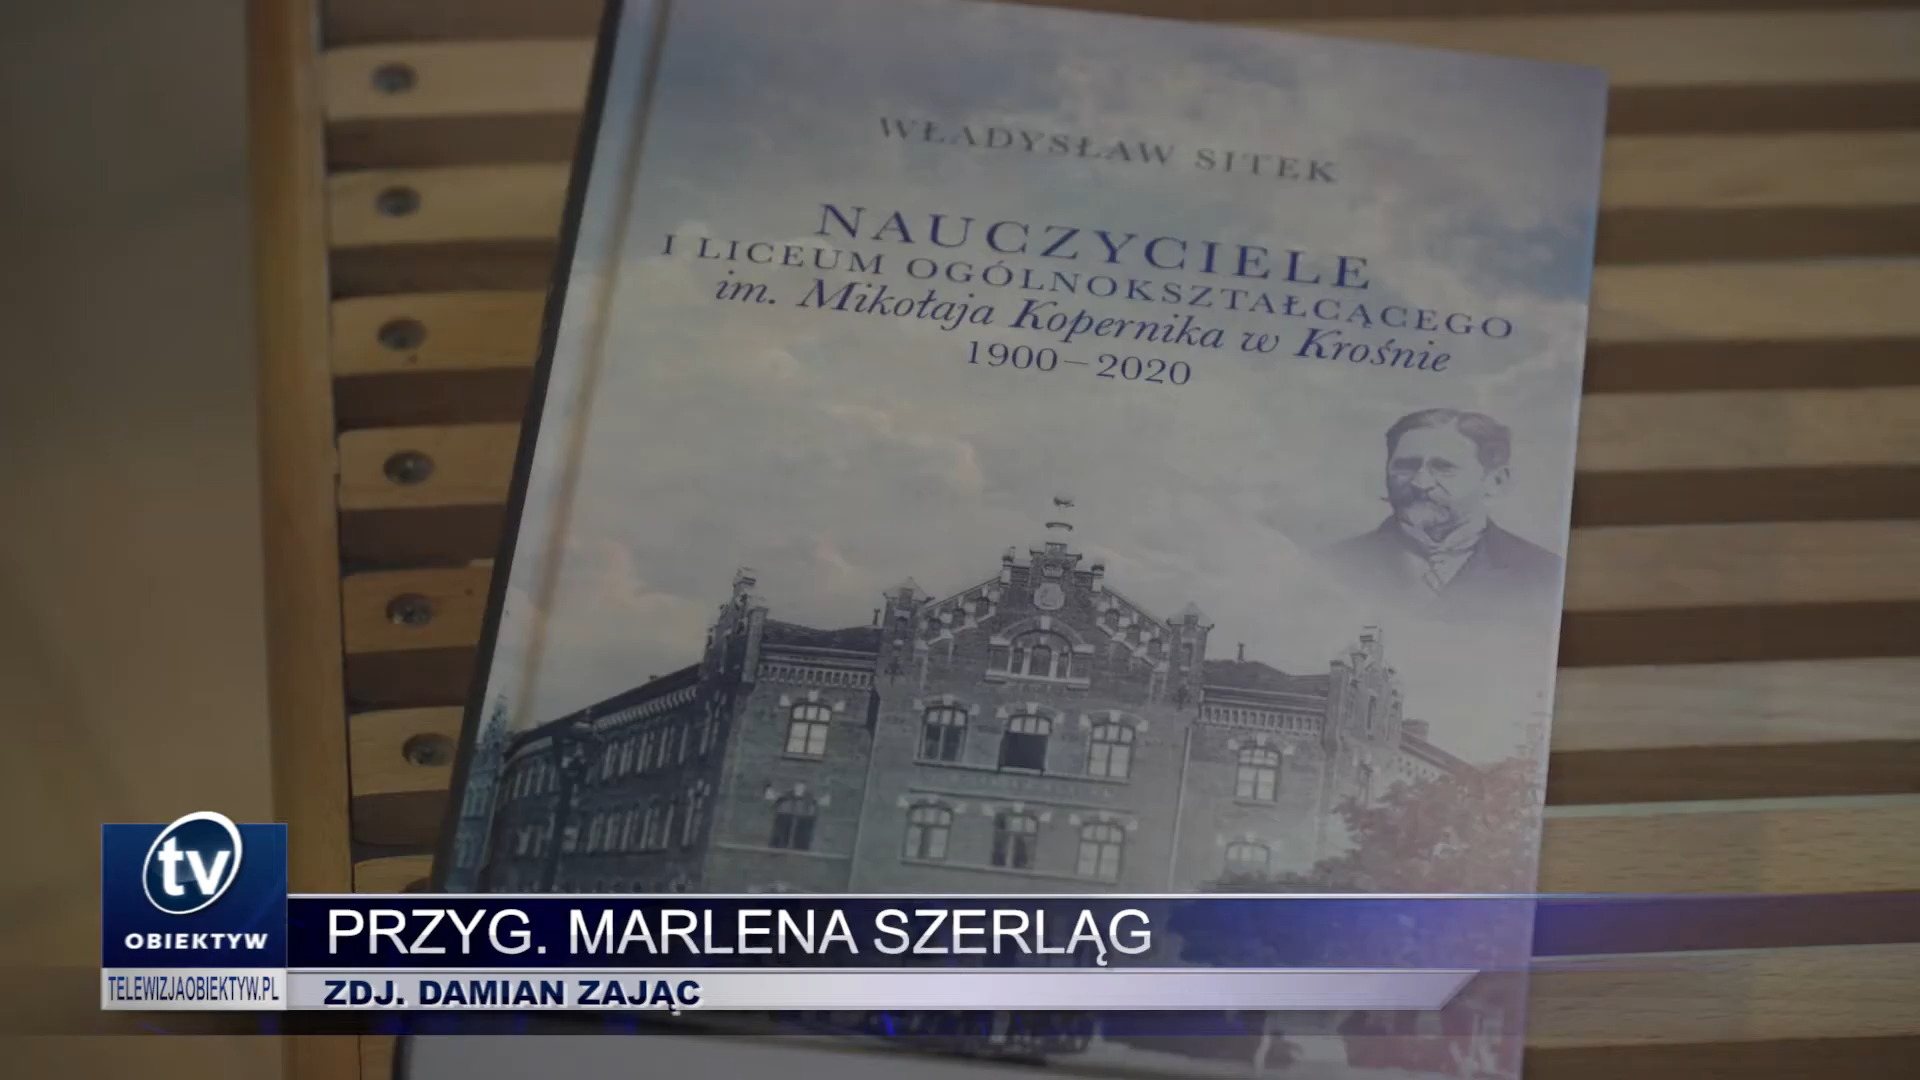 WŁADYSŁAW SITEK
NAUCZYCIELE
I LICEUM OGÓLNOKSZTAŁCĄCEGO
im. Mikołaja Kopernika w Krośnie
1900–2020
tv
OBIEKTYW
TELEWIZJAOBIEKTYW.PL
PRZYG. MARLENA SZERLĄG
ZDJ. DAMIAN ZAJĄC